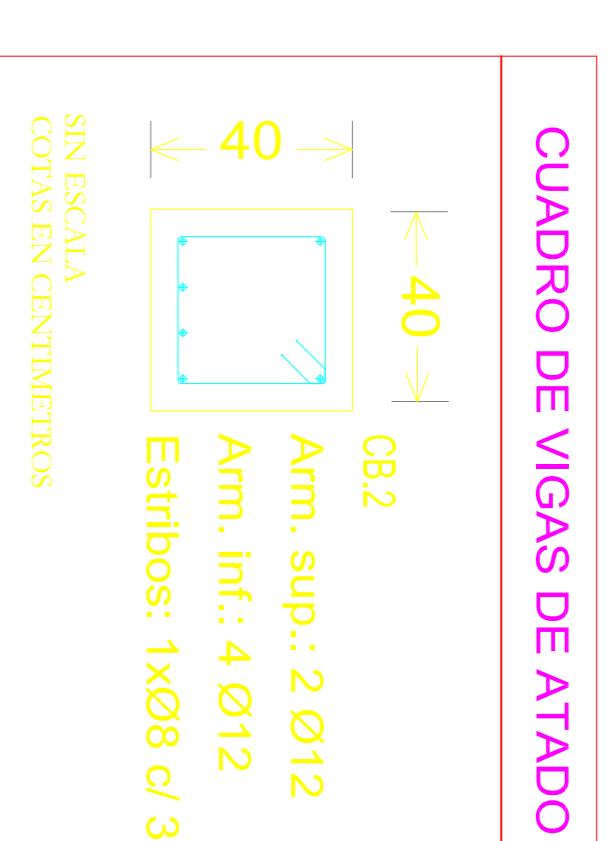 CUADRO DE VIGAS DE ATADO
40
40
CB.2
Arm. sup.: 2 Ø12
Arm. inf.: 4 Ø12
Estribos: 1xØ8 c/ 3
SIN ESCALA
COTAS EN CENTIMETROS